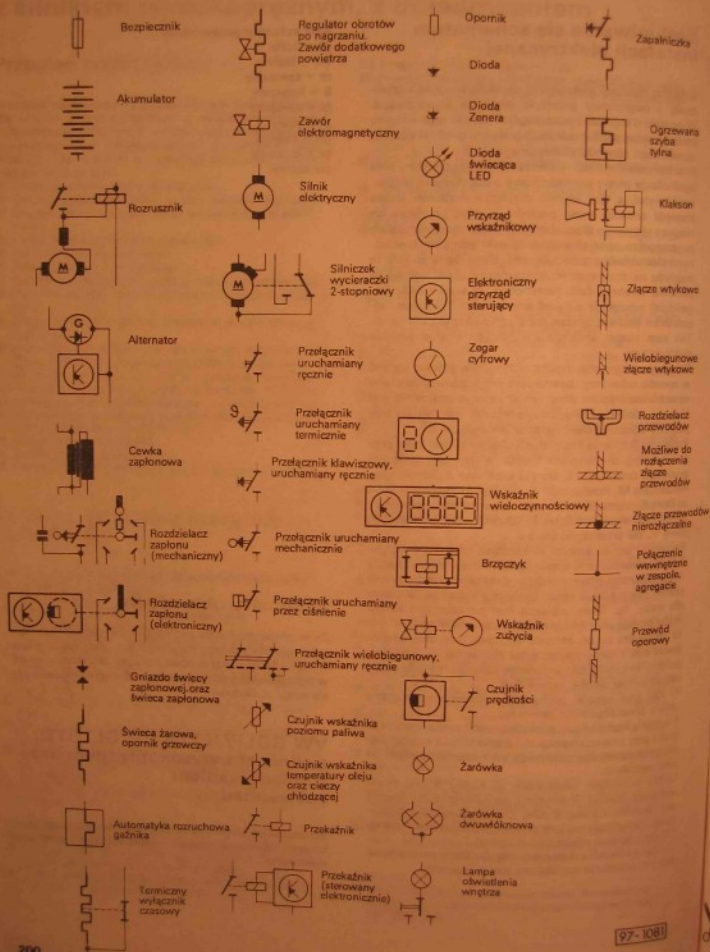 Bezpiecznik
Akumulator
Rozrusznik
M
G
Alternator
Cewka
zapłonowa
Rozdzielacz
zapłonu
(mechaniczny)
Rozdzielacz
zapłonu
(elektroniczny)
Gniazdo świecy
zapłonowej oraz
świeca zapłonowa
Świeca żarowa,
opornik grzewczy
Automatyka rozruchowa
gaźnika
Termiczny
wyłącznik
czasowy
Regulator obrotów
po nagrzaniu.
Zawór dodatkowego
powietrza
Zawór
elektromagnetyczny
M
Silnik
elektryczny
M
Silniczek
wycieraczki
2-stopniowy
Przełącznik
uruchamiany
ręcznie
ϑ
Przełącznik
uruchamiany
termicznie
Przełącznik klawiszowy,
uruchamiany ręcznie
Przełącznik uruchamiany
mechanicznie
Przełącznik uruchamiany
przez ciśnienie
Przełącznik wielobiegunowy,
uruchamiany ręcznie
Czujnik wskaźnika
poziomu paliwa
Czujnik wskaźnika
temperatury oleju
oraz cieczy
chłodzącej
Przekaźnik
Przekaźnik
(sterowany
elektronicznie)
Opornik
Dioda
Dioda
Zenera
Dioda
świecąca
LED
Przyrząd
wskaźnikowy
Elektroniczny
przyrząd
sterujący
Zegar
cyfrowy
8
8888
Wskaźnik
wieloczynnościowy
Brzęczyk
Wskaźnik
zużycia
Czujnik
prędkości
Żarówka
Żarówka
dwuwłóknowa
Lampa
oświetlenia
wnętrza
Zapalniczka
Ogrzewana
szyba
tylna
Klakson
Złącze wtykowe
Wielobiegunowe
złącze wtykowe
Rozdzielacz
przewodów
Możliwe do
rozłączenia
złącze
przewodów
Złącze przewodów
nierozłączalne
Połączenie
wewnętrzne
w zespole,
agregacie
Przewód
oporowy
97-1081
200